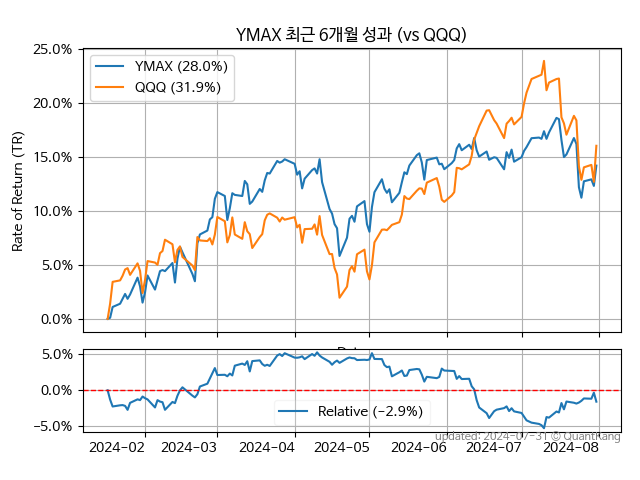 YMAX 최근 6개월 성과 (vs QQQ)
25.0%
20.0%
15.0%
10.0%
5.0%
0.0%
Rate of Return (TR)
YMAX (28.0%)
QQQ (31.9%)
5.0%
0.0%
−5.0%
Relative (−2.9%)
2024−02
2024−03
2024−04
2024−05
2024−06
2024−07
2024−08
updated: 2024−07−31 © QuantKang